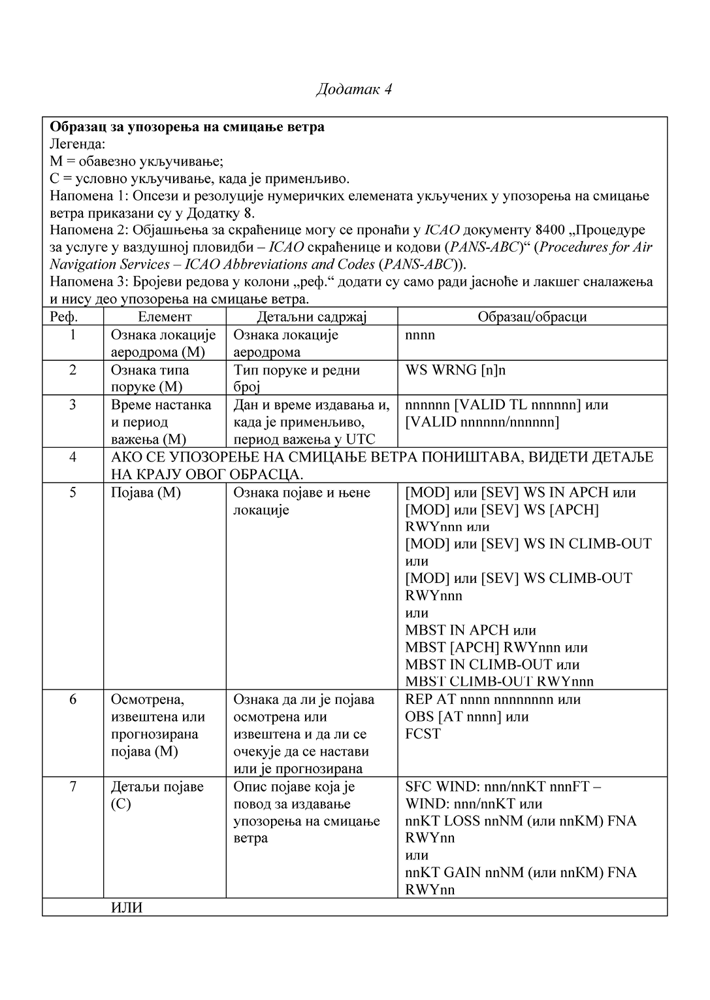 Додатак 4
Образац за упозорења на смицање ветра
Легенда:
M = обавезно укључивање;
C = условно укључивање, када је применљиво.
Напомена 1: Опсези и резолуције нумеричких елемената укључених у упозорења на смицање
ветра приказани су у Додатку 8.
Напомена 2: Објашњења за скраћенице могу се пронаћи у ICAO документу 8400 „Процедуре
за услуге у ваздушној пловидби – ICAO скраћенице и кодови (PANS-ABC)“ (Procedures for Air
Navigation Services – ICAO Abbreviations and Codes (PANS-ABC)).
Напомена 3: Бројеви редова у колони „реф.“ додати су само ради јасноће и лакшег сналажења
и нису део упозорења на смицање ветра.
Реф. Елемент Детаљни садржај Образац/обрасци
1 Ознака локације Ознака локације nnnn
аеродрома (M) аеродрома
2 Ознака типа Тип поруке и редни WS WRNG [n]n
поруке (M) број
3 Време настанка Дан и време издавања и, nnnnnn [VALID TL nnnnnn] или
и период када је применљиво, [VALID nnnnnn/nnnnnn]
важења (M) период важења у UTC
4 АКО СЕ УПОЗОРЕЊЕ НА СМИЦАЊЕ ВЕТРА ПОНИШТАВА, ВИДЕТИ ДЕТАЉЕ
НА КРАЈУ ОВОГ ОБРАСЦА.
5 Појава (M) Ознака појаве и њене [MOD] или [SEV] WS IN APCH или
локације [MOD] или [SEV] WS [APCH]
RWYnnn или
[MOD] или [SEV] WS IN CLIMB-OUT
или
[MOD] или [SEV] WS CLIMB-OUT
RWYnnn
или
MBST IN APCH или
MBST [APCH] RWYnnn или
MBST IN CLIMB-OUT или
MBST CLIMB-OUT RWYnnn
6 Осмотрена, Ознака да ли је појава REP AT nnnn nnnnnnnn или
извештена или осмотрена или OBS [AT nnnn] или
прогнозирана извештена и да ли се FCST
појава (M) очекује да се настави
или је прогнозирана
7 Детаљи појаве Опис појаве која је SFC WIND: nnn/nnKT nnnFT –
(C) повод за издавање WIND: nnn/nnKT или
упозорења на смицање nnKT LOSS nnNM (или nnKM) FNA
ветра RWYnn
или
nnKT GAIN nnNM (или nnKM) FNA
RWYnn
ИЛИ